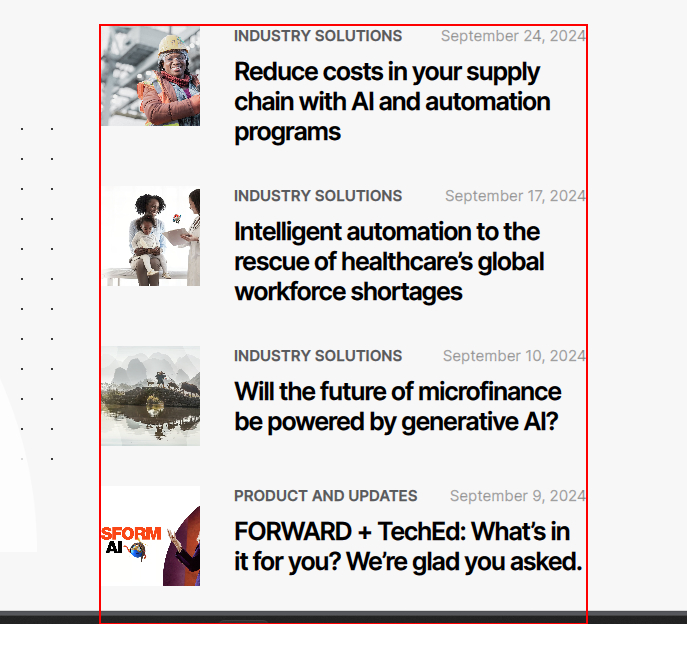 INDUSTRY SOLUTIONS September 24, 2024
Reduce costs in your supply
chain with AI and automation
programs
INDUSTRY SOLUTIONS September 17, 2024
Intelligent automation to the
rescue of healthcare’s global
workforce shortages
INDUSTRY SOLUTIONS September 10, 2024
Will the future of microfinance
be powered by generative AI?
PRODUCT AND UPDATES September 9, 2024
SFORM
AI
FORWARD + TechEd: What’s in
it for you? We’re glad you asked.